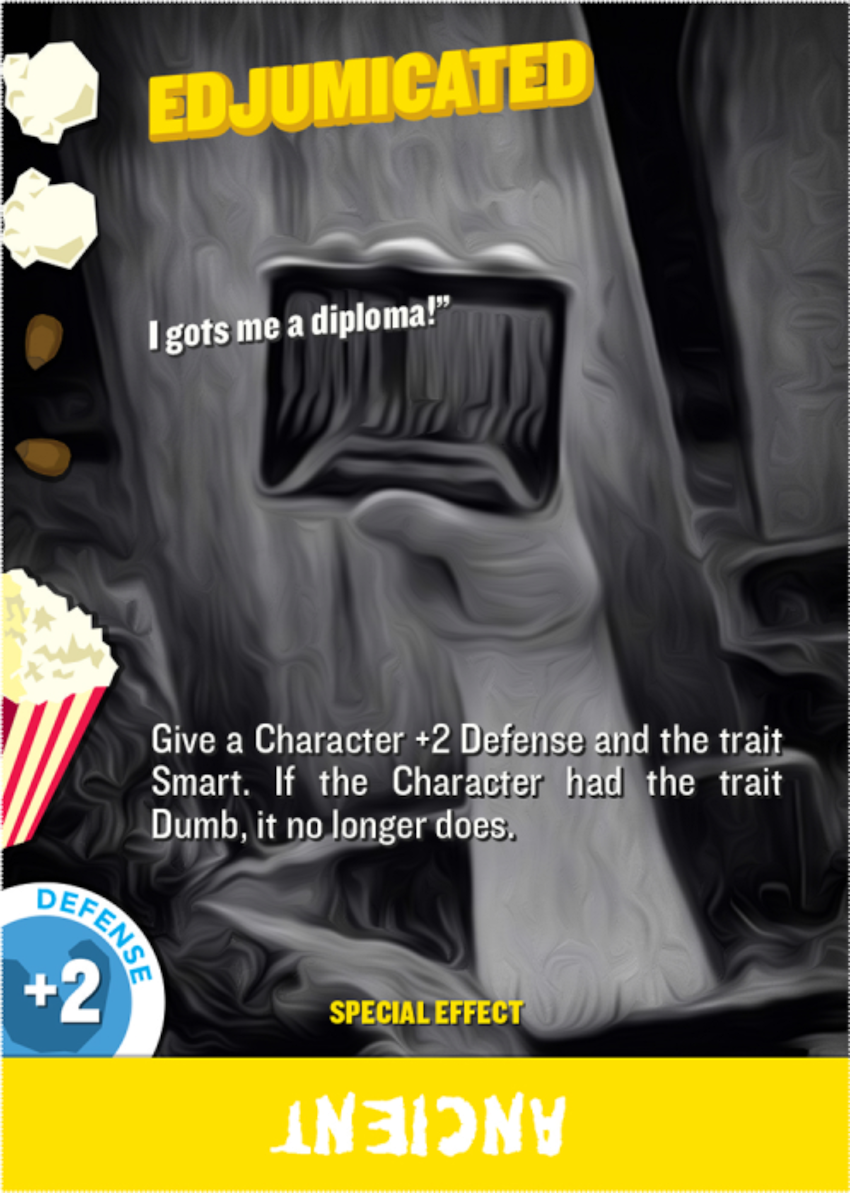 EDJUMICATED
I gots me a diploma!”
Give a Character +2 Defense and the trait
Smart. If the Character had the trait
Dumb, it no longer does.
DEFENSE
+2
SPECIAL EFFECT
ANCIENT